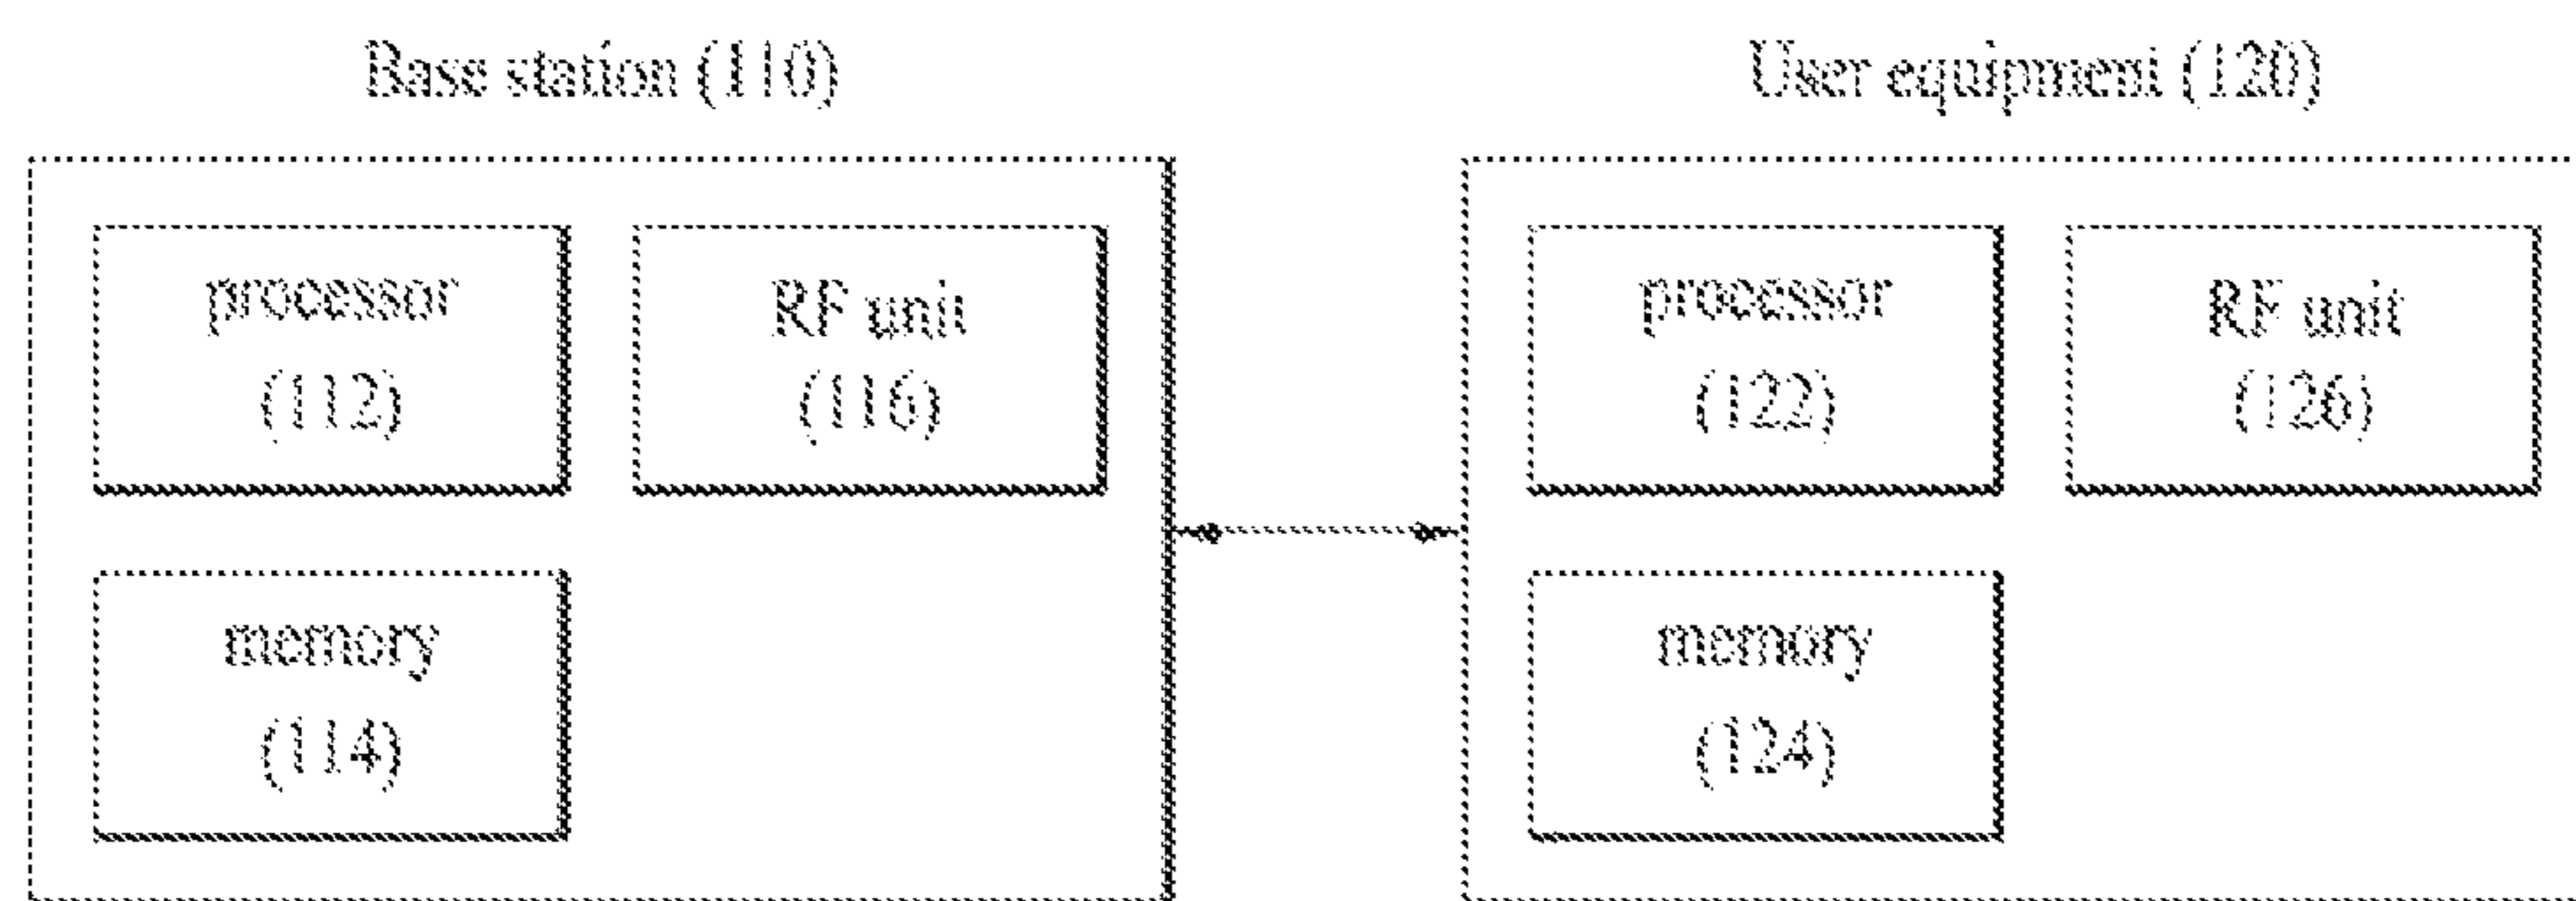 Base station (110)
processor
(112)
RF unit
(116)
memory
(114)
User equipment (120)
processor
(122)
RF unit
(126)
memory
(124)